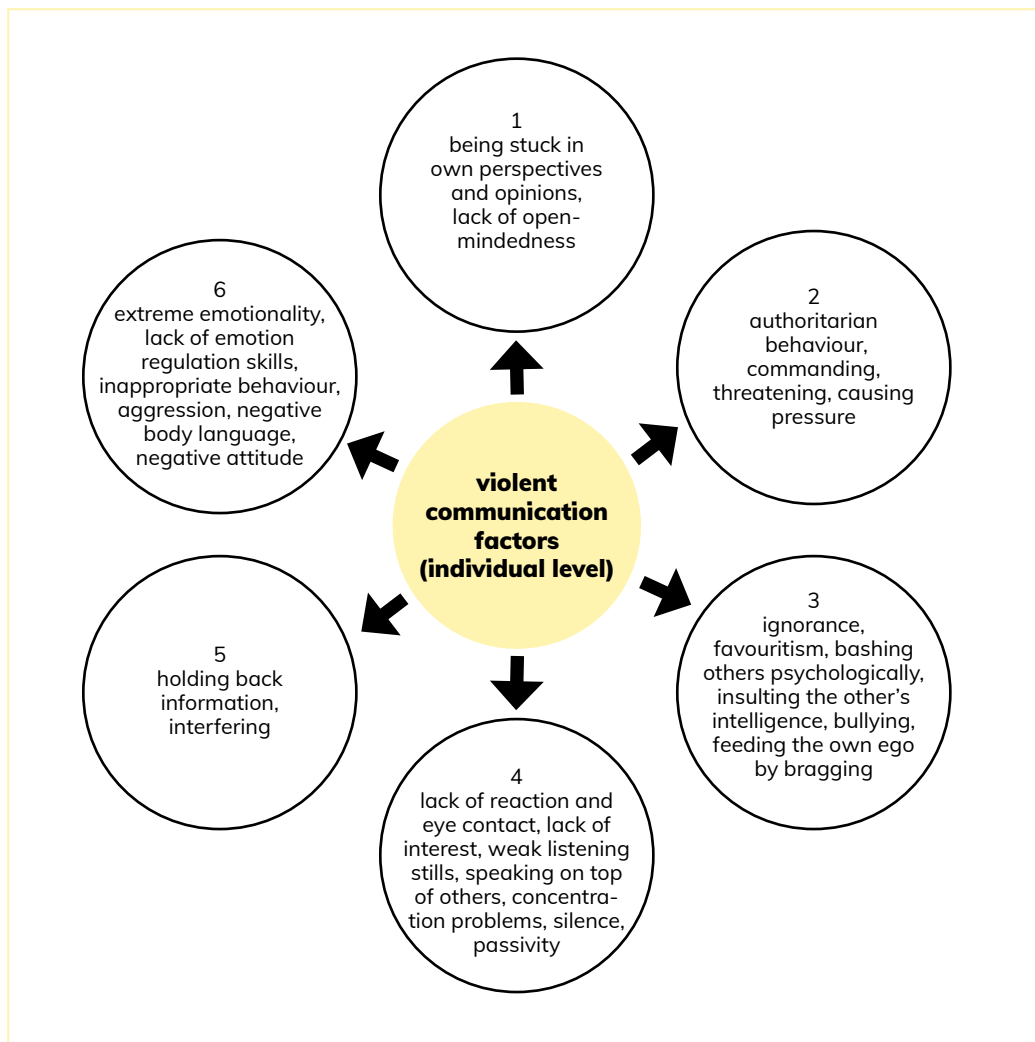 1
being stuck in
own perspectives
and opinions,
lack of open-
mindedness
2
authoritarian
behaviour,
commanding,
threatening, causing
pressure
3
ignorance,
favouritism, bashing
others psychologically,
insulting the other’s
intelligence, bullying,
feeding the own ego
by bragging
4
lack of reaction and
eye contact, lack of
interest, weak listening
stills, speaking on top
of others, concentra-
tion problems, silence,
passivity
5
holding back
information,
interfering
6
extreme emotionality,
lack of emotion
regulation skills,
inappropriate behaviour,
aggression, negative
body language,
negative attitude
violent
communication
factors
(individual level)